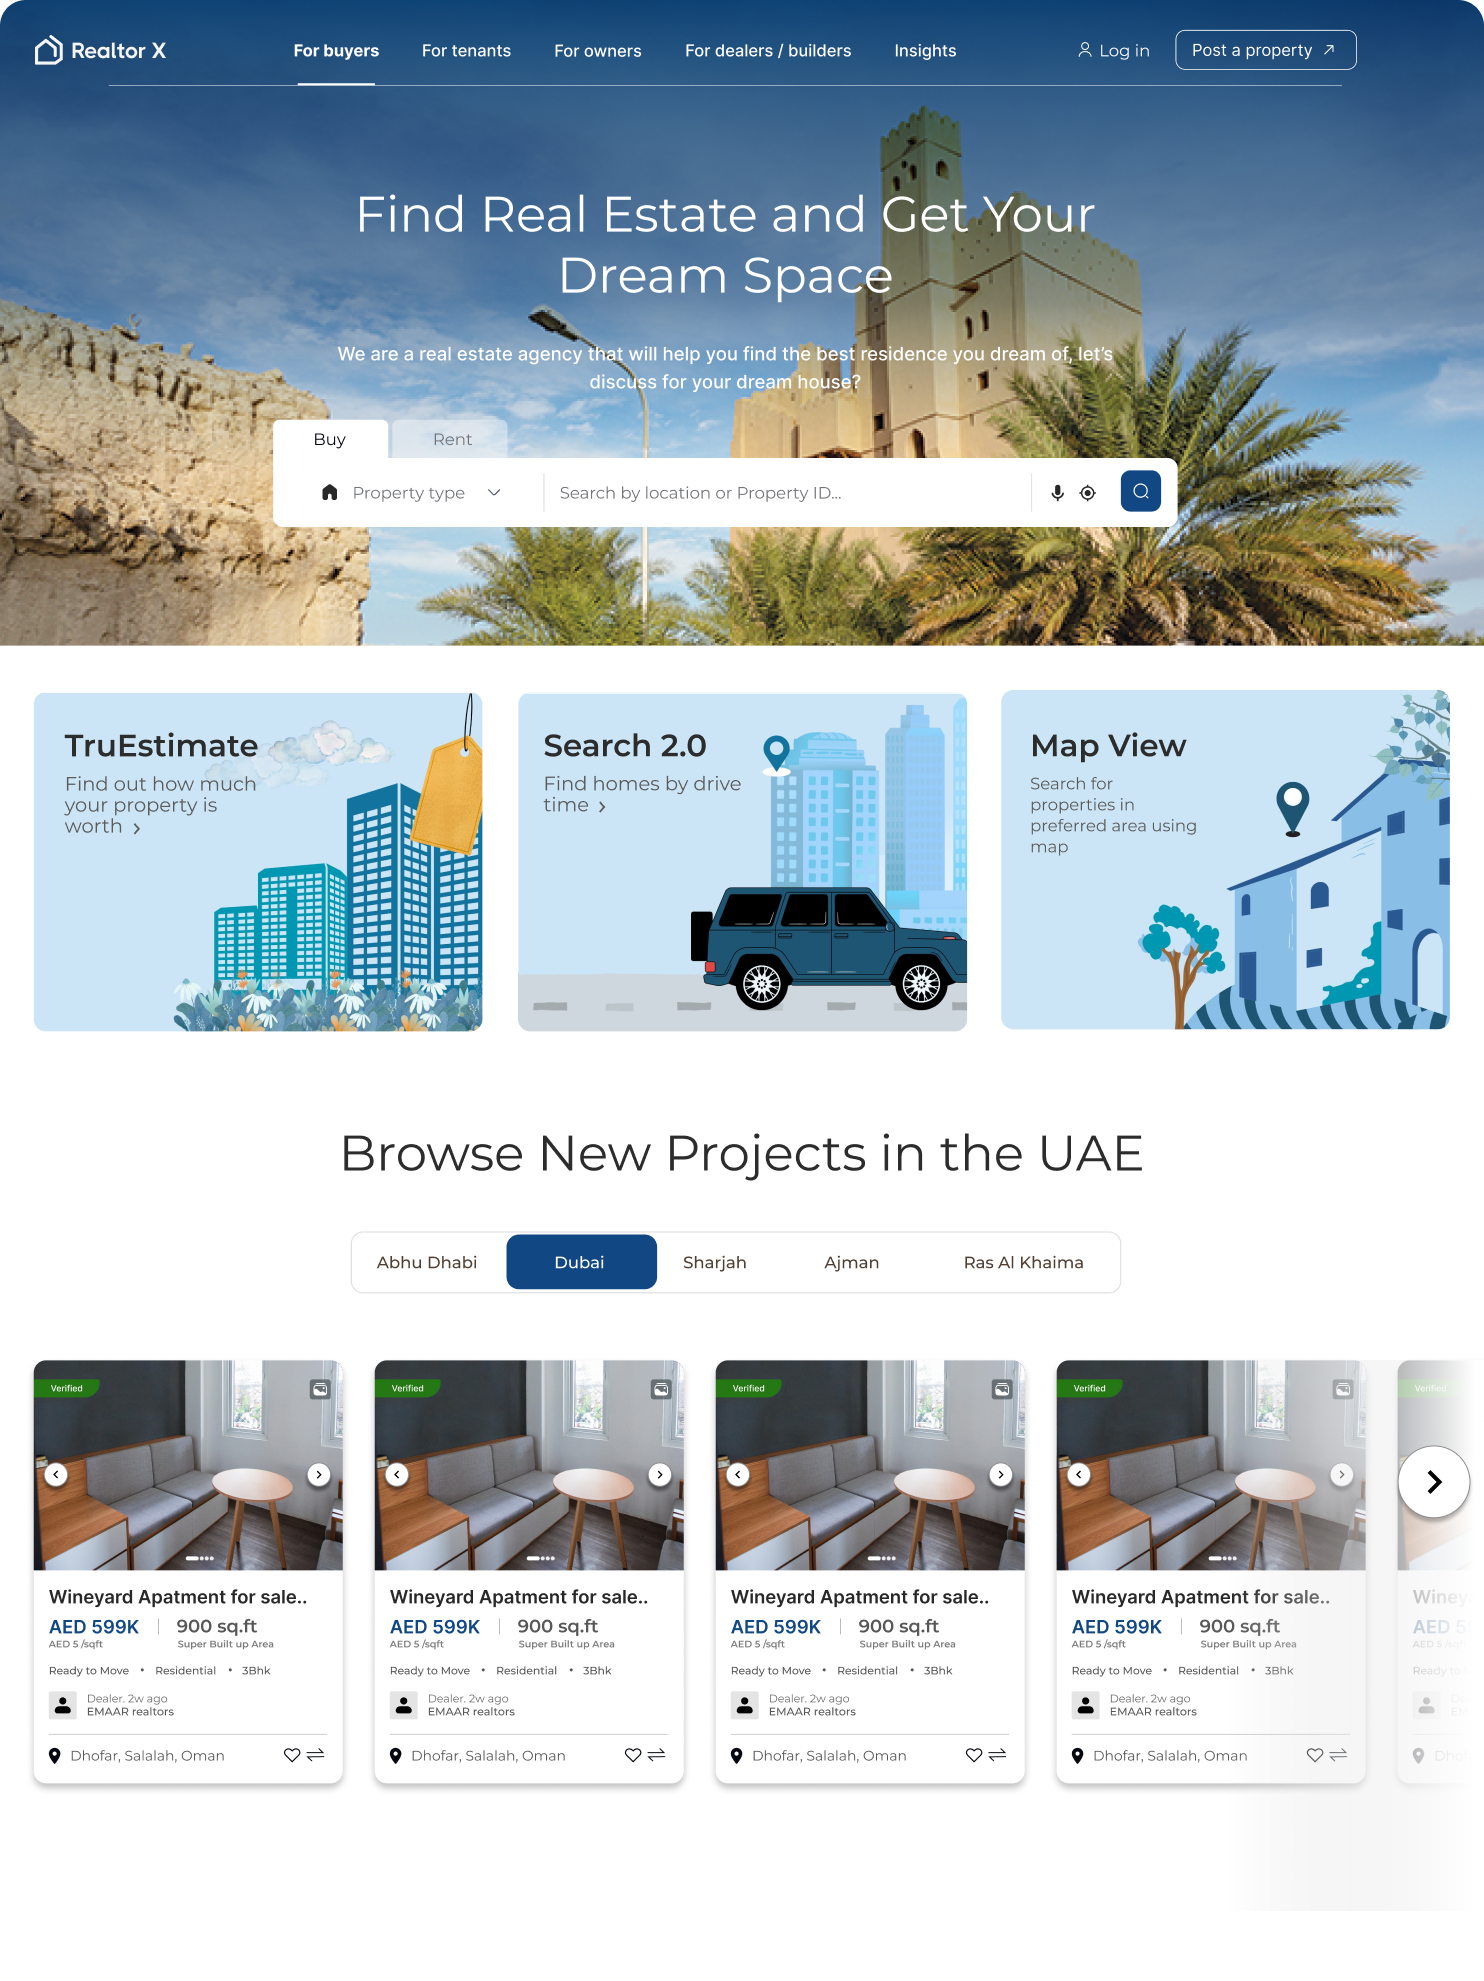 Realtor X
For buyers
For tenants
For owners
For dealers / builders
Insights
Log in
Post a property
Find Real Estate and Get Your
Dream Space
We are a real estate agency that will help you find the best residence you dream of, let's
discuss for your dream house?
Buy
Rent
Property type
Search by location or Property ID...
TruEstimate
Find out how much
your property is
worth
Search 2.0
Find homes by drive
time
Map View
Search for
properties in
preferred area using
map
Browse New Projects in the UAE
Abhu Dhabi
Dubai
Sharjah
Ajman
Ras Al Khaima
Verified
Wineyard Apatment for sale..
AED 599K
900 sq.ft
AED 5 /sqft
Super Built up Area
Ready to Move • Residential • 3Bhk
Dealer. 2w ago
EMAAR realtors
Dhofar, Salalah, Oman
Verified
Wineyard Apatment for sale..
AED 599K
900 sq.ft
AED 5 /sqft
Super Built up Area
Ready to Move • Residential • 3Bhk
Dealer. 2w ago
EMAAR realtors
Dhofar, Salalah, Oman
Verified
Wineyard Apatment for sale..
AED 599K
900 sq.ft
AED 5 /sqft
Super Built up Area
Ready to Move • Residential • 3Bhk
Dealer. 2w ago
EMAAR realtors
Dhofar, Salalah, Oman
Verified
Wineyard Apatment for sale..
AED 599K
900 sq.ft
AED 5 /sqft
Super Built up Area
Ready to Move • Residential • 3Bhk
Dealer. 2w ago
EMAAR realtors
Dhofar, Salalah, Oman
Verified
Winey
AED 5
AED 5
Ready to